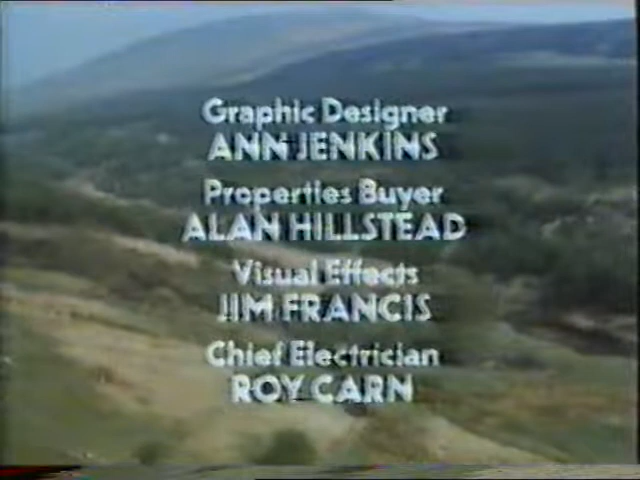 Graphic Designer
ANN JENKINS
Properties Buyer
ALAN HILLSTEAD
Visual Effects
JIM FRANCIS
Chief Electrician
ROY CARN